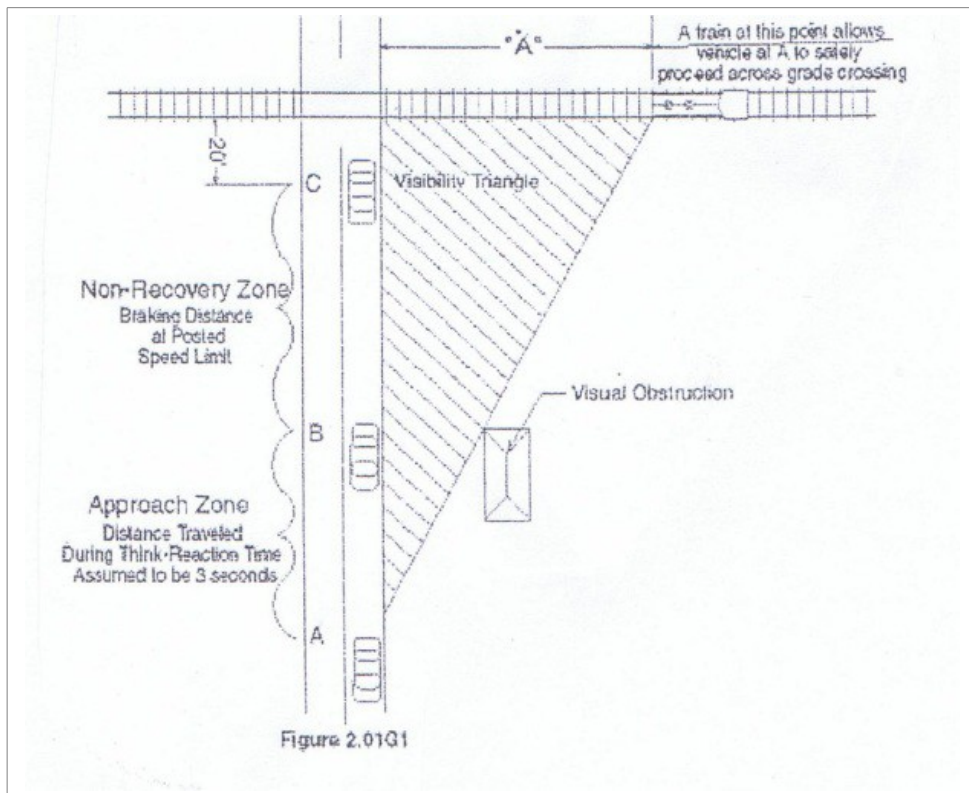 "A"
A train at this point allows
vehicle at A to safely
proceed across grade crossing
20'
C
Visibility Triangle
Non-Recovery Zone
Braking Distance
at Posted
Speed Limit
B
Visual Obstruction
Approach Zone
Distance Traveled
During Think-Reaction Time
Assumed to be 3 seconds
A
Figure 2.01G1